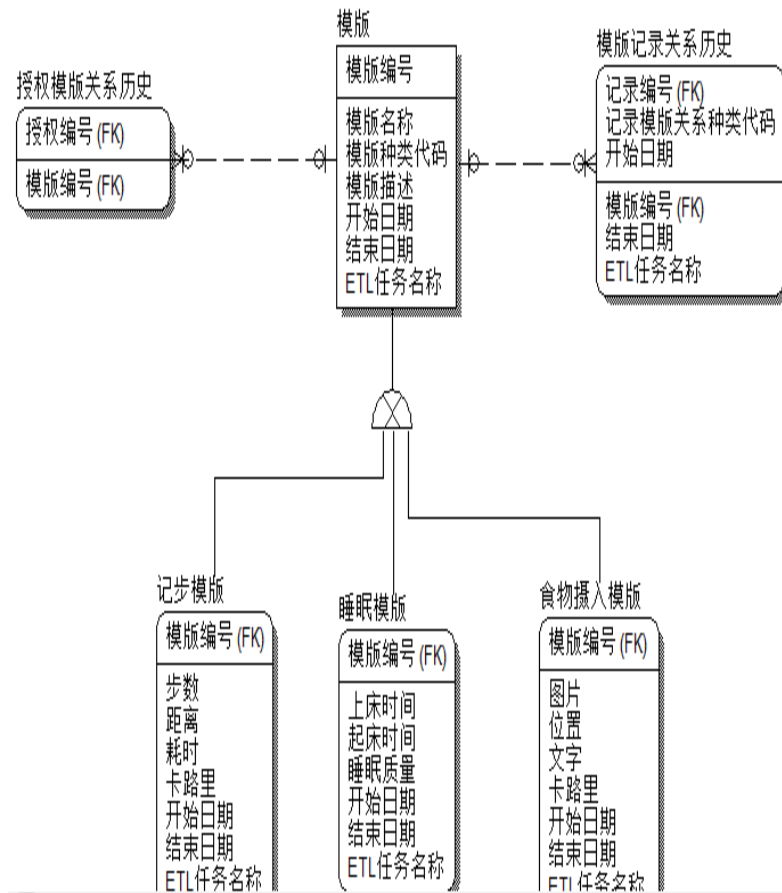 模版
模版编号
模版名称
模版种类代码
模版描述
开始日期
结束日期
ETL任务名称
授权模版关系历史
授权编号(FK)
模版编号(FK)
模版记录关系历史
记录编号(FK)
记录模版关系种类代码
开始日期
模版编号(FK)
结束日期
ETL任务名称
记步模版
模版编号(FK)
步数
距离
耗时
卡路里
开始日期
结束日期
ETL任务名称
睡眠模版
模版编号(FK)
上床时间
起床时间
睡眠质量
开始日期
结束日期
ETL任务名称
食物摄入模版
模版编号(FK)
图片
位置
文字
卡路里
开始日期
结束日期
ETL任务名称